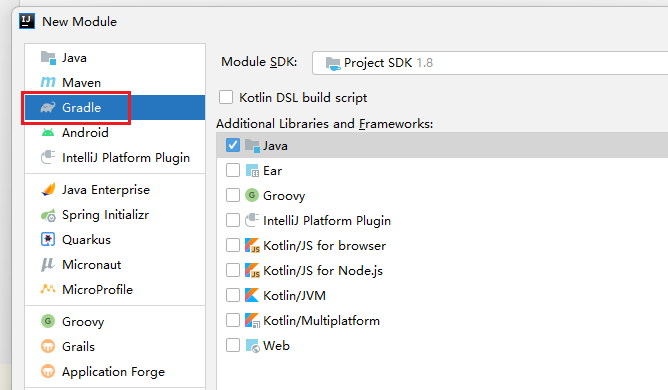 IJ
New Module
Java
Maven
Gradle
Android
IntelliJ Platform Plugin
Java Enterprise
Spring Initializr
Quarkus
Micronaut
MicroProfile
Groovy
Grails
Application Forge
Module SDK:
Project SDK 1.8
Kotlin DSL build script
Additional Libraries and Frameworks:
Java
Ear
Groovy
IntelliJ Platform Plugin
Kotlin/JS for browser
Kotlin/JS for Node.js
Kotlin/JVM
Kotlin/Multiplatform
Web